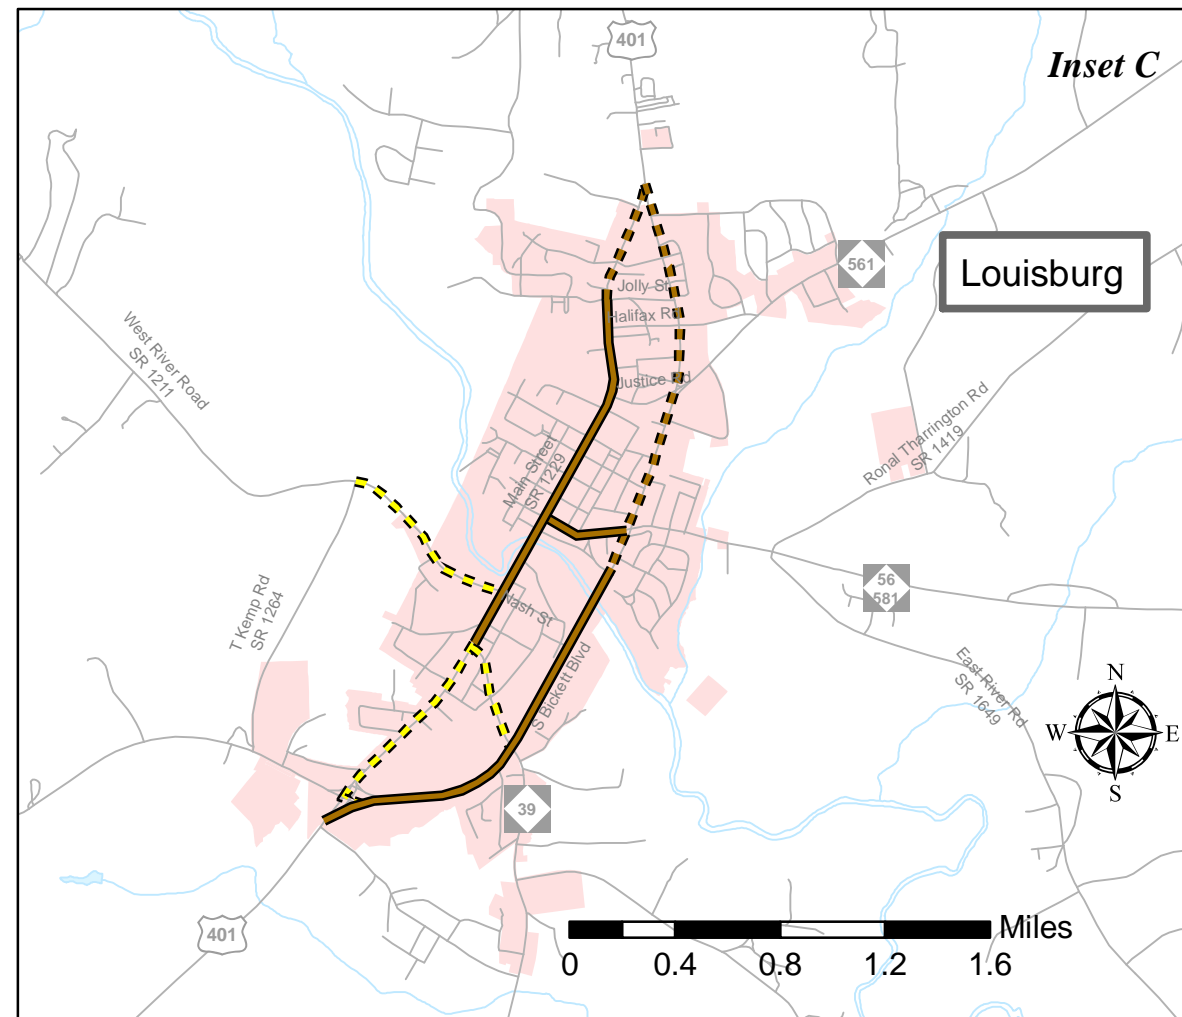 401
Inset C
561
Louisburg
Jolly St
Halifax R
West River Road
SR 1211
Justice Rd
Ronal Tharrington Rd
SR 1419
Main Street
SR 1229
56
581
T Kemp Rd
SR 1264
Nash St
S Bickett Blvd
East River Rd
SR 1649
N
W
E
S
39
401
Miles
0 0.4 0.8 1.2 1.6